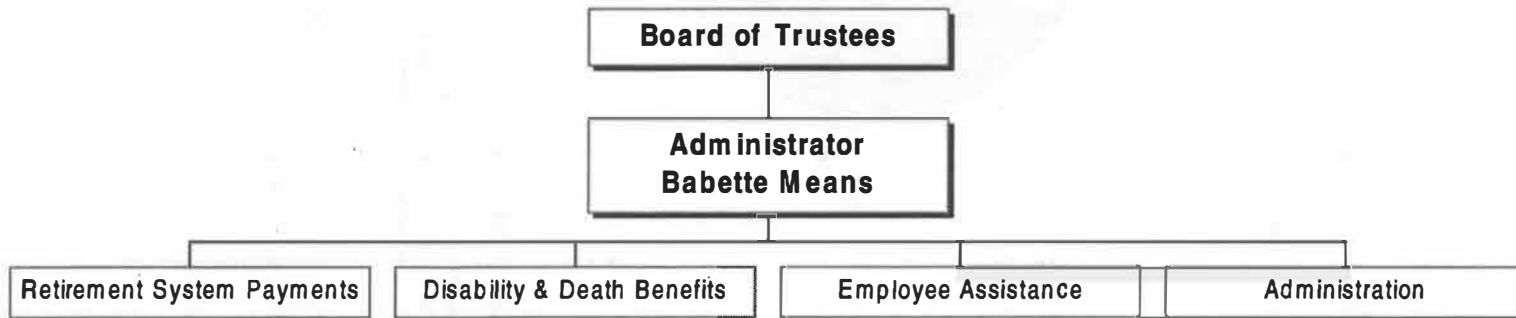 Board of Trustees
Administrator
Babette Means
Retirement System Payments
Disability & Death Benefits
Employee Assistance
Administration